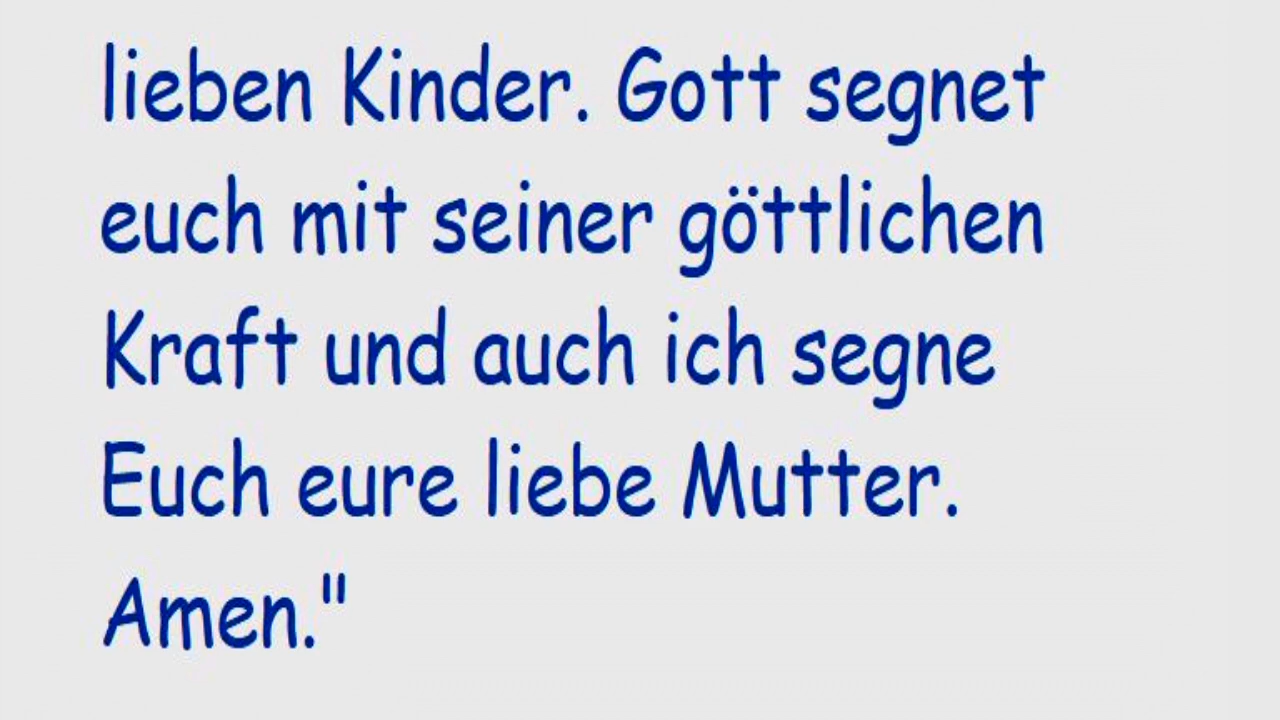 lieben Kinder. Gott segnet
euch mit seiner göttlichen
Kraft und auch ich segne
Euch eure liebe Mutter.
Amen."